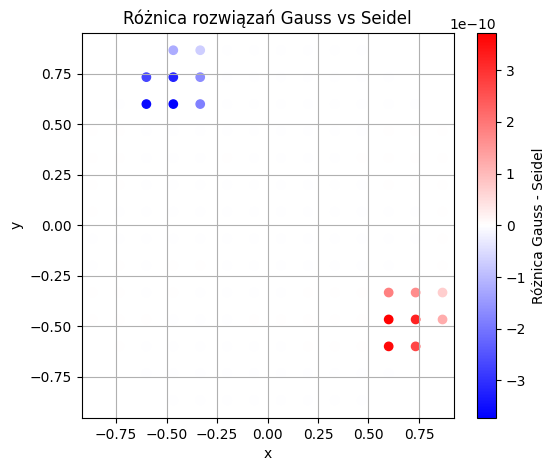 Różnica rozwiązań Gauss vs Seidel
1e−10
3
2
1
0
−1
−2
−3
Różnica Gauss - Seidel
0.75
0.50
0.25
0.00
−0.25
−0.50
−0.75
y
−0.75 −0.50 −0.25 0.00 0.25 0.50 0.75
x